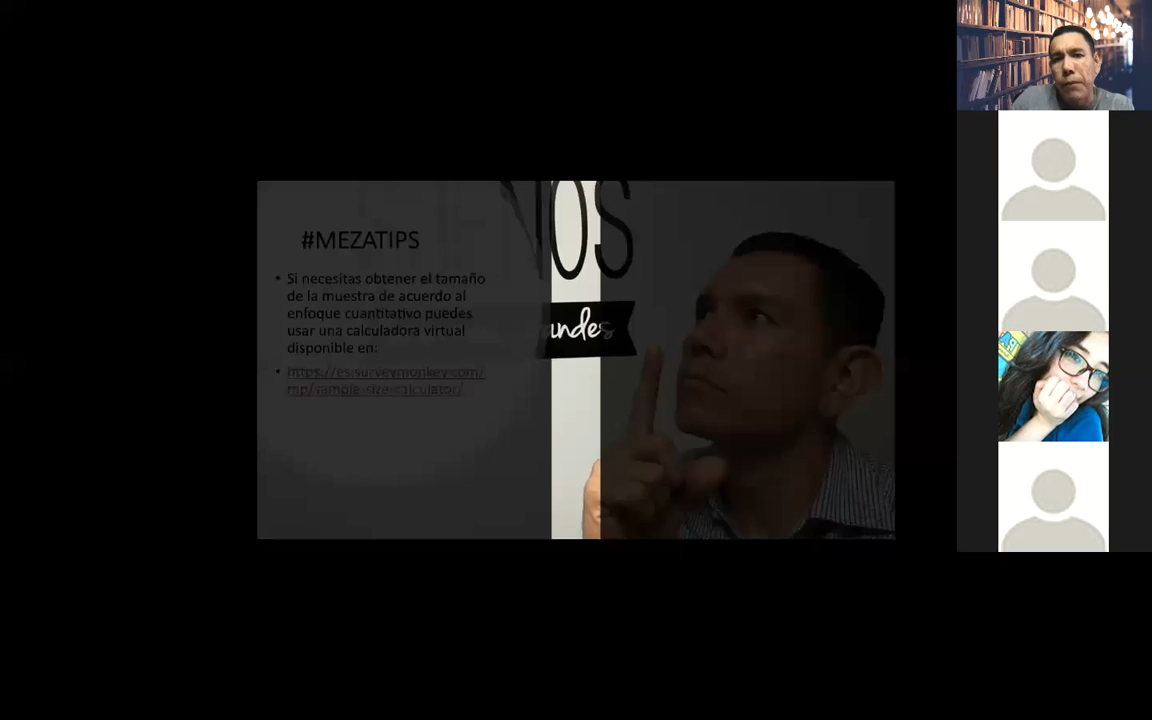 NOS
#MEZATIPS
• Si necesitas obtener el tamaño
de la muestra de acuerdo al
enfoque cuantitativo puedes
usar una calculadora virtual
disponible en:
• https://es.surveymonkey.com/
mp/sample-size-calculator/
andes